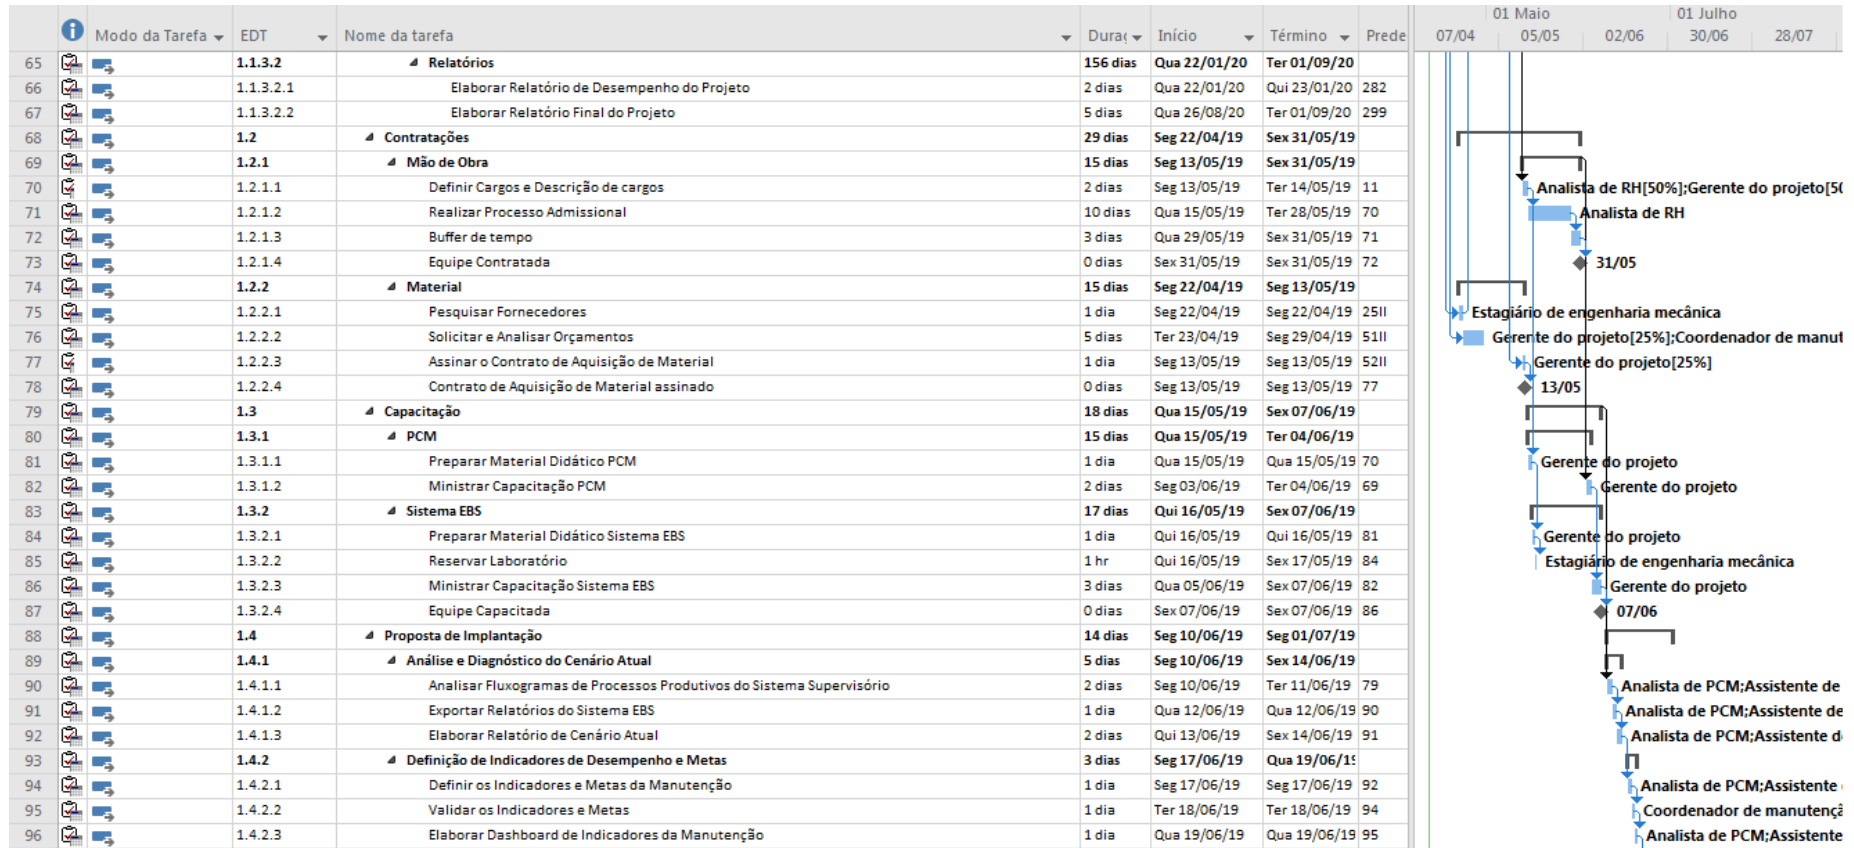 01 Maio 01 Julho
Modo da Tarefa EDT Nome da tarefa Início Término Prede 07/04 05/05 02/06 30/06 28/07
65 1.1.3.2 Relatórios 156 dias Qua 22/01/20 Ter 01/09/20
66 1.1.3.2.1 Elaborar Relatório de Desempenho do Projeto 2 dias Qua 22/01/20 Qui 23/01/20 282
67 1.1.3.2.2 Elaborar Relatório Final do Projeto 5 dias Qua 26/08/20 Ter 01/09/20 299
68 1.2 Contratações 29 dias Seg 22/04/19 Sex 31/05/19
69 1.2.1 Mão de Obra 15 dias Seg 13/05/19 Sex 31/05/19
70 1.2.1.1 Definir Cargos e Descrição de cargos 2 dias Seg 13/05/19 Ter 14/05/19 11 Analista de RH[50%];Gerente do projeto[50
71 1.2.1.2 Realizar Processo Admissional 10 dias Qua 15/05/19 Ter 28/05/19 70 Analista de RH
72 1.2.1.3 Buffer de tempo 3 dias Qua 29/05/19 Sex 31/05/19 71
73 1.2.1.4 Equipe Contratada 0 dias Sex 31/05/19 Sex 31/05/19 72 31/05
74 1.2.2 Material 15 dias Seg 22/04/19 Seg 13/05/19
75 1.2.2.1 Pesquisar Fornecedores 1 dia Seg 22/04/19 Seg 22/04/19 25II Estagiário de engenharia mecânica
76 1.2.2.2 Solicitar e Analisar Orçamentos 5 dias Ter 23/04/19 Seg 29/04/19 51II Gerente do projeto[25%];Coordenador de manut
77 1.2.2.3 Assinar o Contrato de Aquisição de Material 1 dia Seg 13/05/19 Seg 13/05/19 52II Gerente do projeto[25%]
78 1.2.2.4 Contrato de Aquisição de Material assinado 0 dias Seg 13/05/19 Seg 13/05/19 77 13/05
79 1.3 Capacitação 18 dias Qua 15/05/19 Sex 07/06/19
80 1.3.1 PCM 15 dias Qua 15/05/19 Ter 04/06/19
81 1.3.1.1 Preparar Material Didático PCM 1 dia Qua 15/05/19 Qua 15/05/19 70 Gerente do projeto
82 1.3.1.2 Ministrar Capacitação PCM 2 dias Seg 03/06/19 Ter 04/06/19 69 Gerente do projeto
83 1.3.2 Sistema EBS 17 dias Qui 16/05/19 Sex 07/06/19
84 1.3.2.1 Preparar Material Didático Sistema EBS 1 dia Qui 16/05/19 Qui 16/05/19 81 Gerente do projeto
85 1.3.2.2 Reservar Laboratório 1 hr Qui 16/05/19 Sex 17/05/19 84 Estagiário de engenharia mecânica
86 1.3.2.3 Ministrar Capacitação Sistema EBS 3 dias Qua 05/06/19 Sex 07/06/19 82 Gerente do projeto
87 1.3.2.4 Equipe Capacitada 0 dias Sex 07/06/19 Sex 07/06/19 86 07/06
88 1.4 Proposta de Implantação 14 dias Seg 10/06/19 Seg 01/07/19
89 1.4.1 Análise e Diagnóstico do Cenário Atual 5 dias Seg 10/06/19 Sex 14/06/19
90 1.4.1.1 Analisar Fluxogramas de Processos Produtivos do Sistema Supervisório 2 dias Seg 10/06/19 Ter 11/06/19 79 Analista de PCM;Assistente de
91 1.4.1.2 Exportar Relatórios do Sistema EBS 1 dia Qua 12/06/19 Qua 12/06/19 90 Analista de PCM;Assistente de
92 1.4.1.3 Elaborar Relatório de Cenário Atual 2 dias Qui 13/06/19 Sex 14/06/19 91 Analista de PCM;Assistente d
93 1.4.2 Definição de Indicadores de Desempenho e Metas 3 dias Seg 17/06/19 Qua 19/06/19
94 1.4.2.1 Definir os Indicadores e Metas da Manutenção 1 dia Seg 17/06/19 Seg 17/06/19 92 Analista de PCM;Assistente
95 1.4.2.2 Validar os Indicadores e Metas 1 dia Ter 18/06/19 Ter 18/06/19 94 Coordenador de manutençã
96 1.4.2.3 Elaborar Dashboard de Indicadores da Manutenção 1 dia Qua 19/06/19 Qua 19/06/19 95 Analista de PCM;Assistente